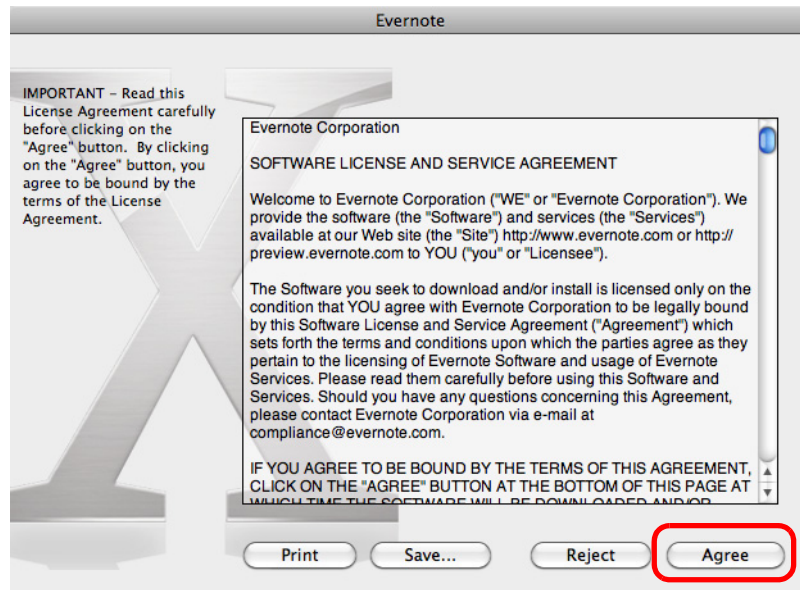 Evernote
IMPORTANT – Read this
License Agreement carefully
before clicking on the
"Agree" button.  By clicking
on the "Agree" button, you
agree to be bound by the
terms of the License
Agreement.
Evernote Corporation
SOFTWARE LICENSE AND SERVICE AGREEMENT
Welcome to Evernote Corporation ("WE" or "Evernote Corporation"). We
provide the software (the "Software") and services (the "Services")
available at our Web site (the "Site") http://www.evernote.com or http://
preview.evernote.com to YOU ("you" or "Licensee").
The Software you seek to download and/or install is licensed only on the
condition that YOU agree with Evernote Corporation to be legally bound
by this Software License and Service Agreement ("Agreement") which
sets forth the terms and conditions upon which the parties agree as they
pertain to the licensing of Evernote Software and usage of Evernote
Services. Please read them carefully before using this Software and
Services. Should you have any questions concerning this Agreement,
please contact Evernote Corporation via e-mail at
compliance@evernote.com.
IF YOU AGREE TO BE BOUND BY THE TERMS OF THIS AGREEMENT,
CLICK ON THE "AGREE" BUTTON AT THE BOTTOM OF THIS PAGE AT
WHICH TIME THE SOFTWARE WILL BE DOWNLOADED AND/OR
Print
Save...
Reject
Agree